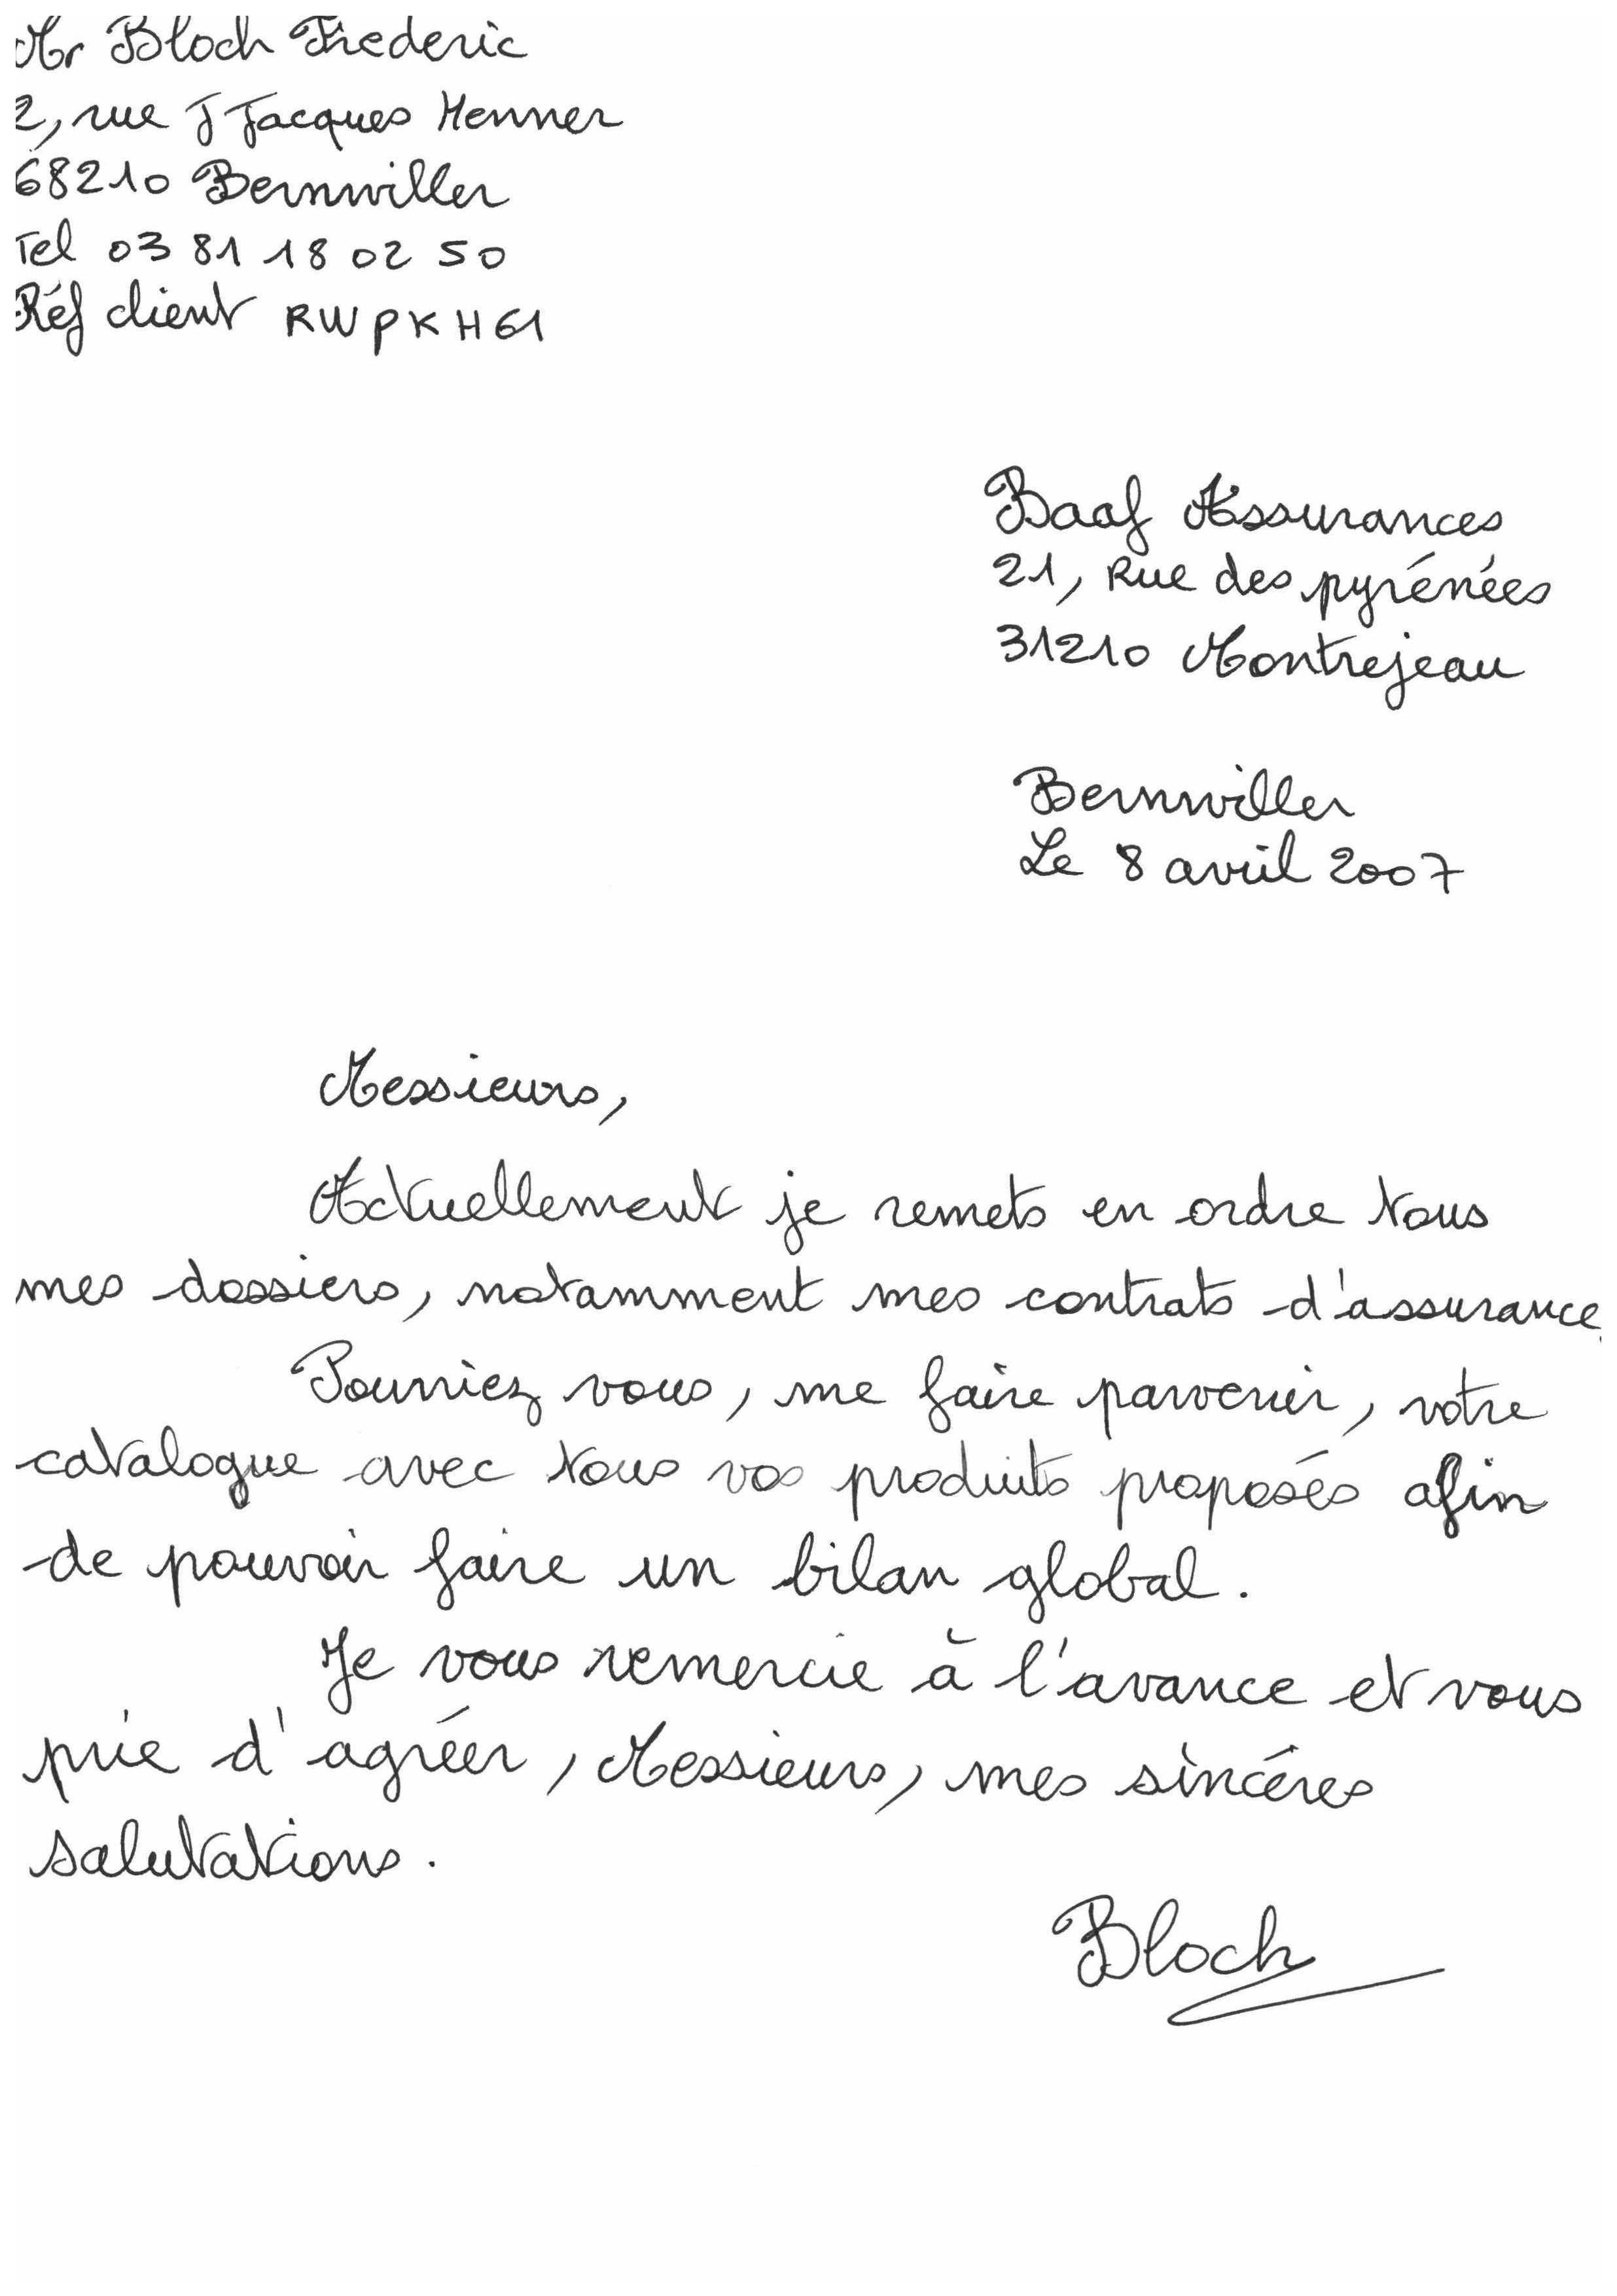 Mr Bloch Frederic
2, rue J Jacques Henner
68210 Bernwiller
Tel 03 81 18 02 50
Réf client RWPKH61
Baaf Assurances
21, Rue des pyrénées
31210 Montrejeau
Bernwiller
Le 8 avril 2007
Messieurs,
Actuellement je remets en ordre tous
mes dossiers, notamment mes contrats d'assurance.
Pourriez vous, me faire parvenir, votre
catalogue avec tous vos produits proposés afin
de pouvoir faire un bilan global.
Je vous remercie à l'avance et vous
prie d'agréer, Messieurs, mes sincéres
salutations.
Bloch